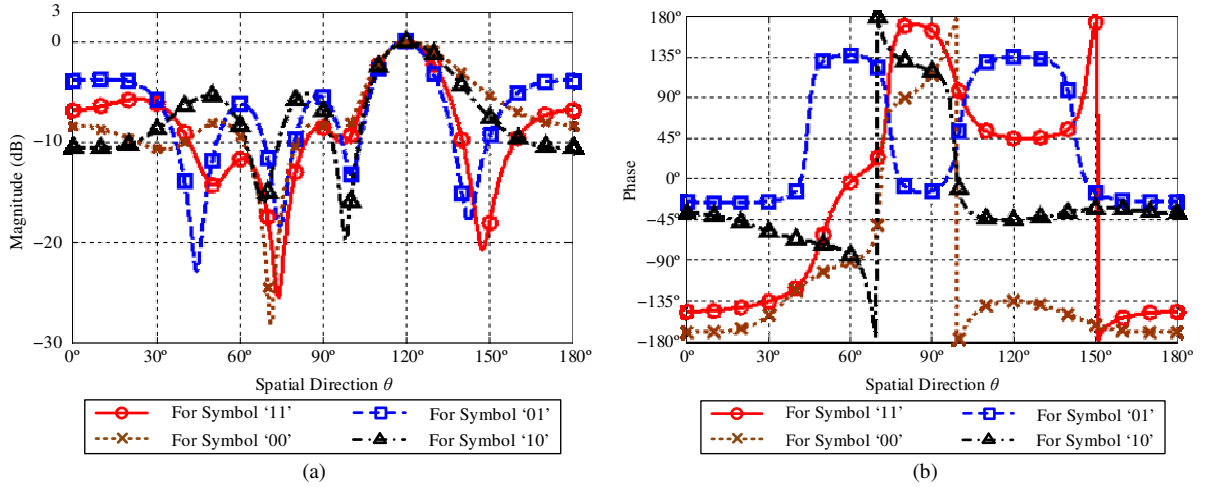 3
0
−10
−20
−30
Magnitude (dB)
0º 30º 60º 90º 120º 150º 180º
Spatial Direction θ
For Symbol ‘11’ For Symbol ‘01’
For Symbol ‘00’ For Symbol ‘10’
(a)
180º
135º
90º
45º
0º
-45º
-90º
-135º
-180º
Phase
0º 30º 60º 90º 120º 150º 180º
Spatial Direction θ
For Symbol ‘11’ For Symbol ‘01’
For Symbol ‘00’ For Symbol ‘10’
(b)